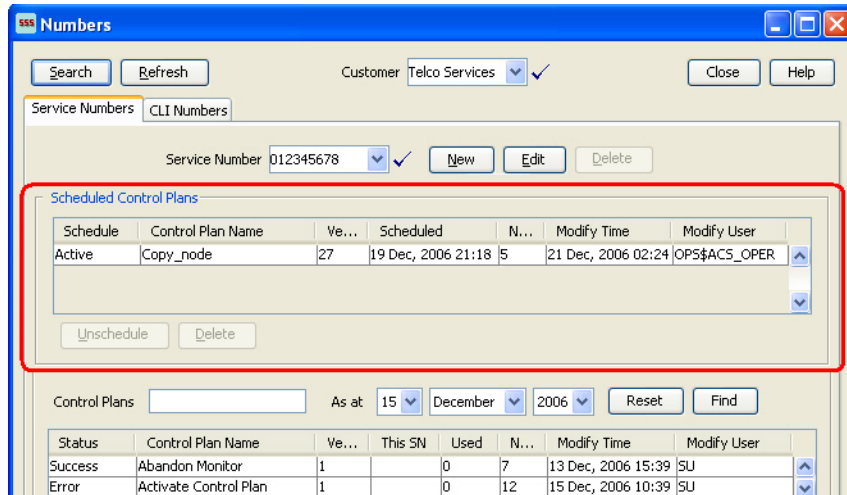 SSS Numbers
Search Refresh Customer Telco Services Close Help
Service Numbers CLI Numbers
Service Number 012345678 New Edit Delete
Scheduled Control Plans
Schedule Control Plan Name Ve... Scheduled N... Modify Time Modify User
Active Copy_node 27 19 Dec, 2006 21:18 5 21 Dec, 2006 02:24 OPS$ACS_OPER
Unschedule Delete
Control Plans As at 15 December 2006 Reset Find
Status Control Plan Name Ve... This SN Used N... Modify Time Modify User
Success Abandon Monitor 1 0 7 13 Dec, 2006 15:39 SU
Error Activate Control Plan 1 0 12 15 Dec, 2006 10:39 SU